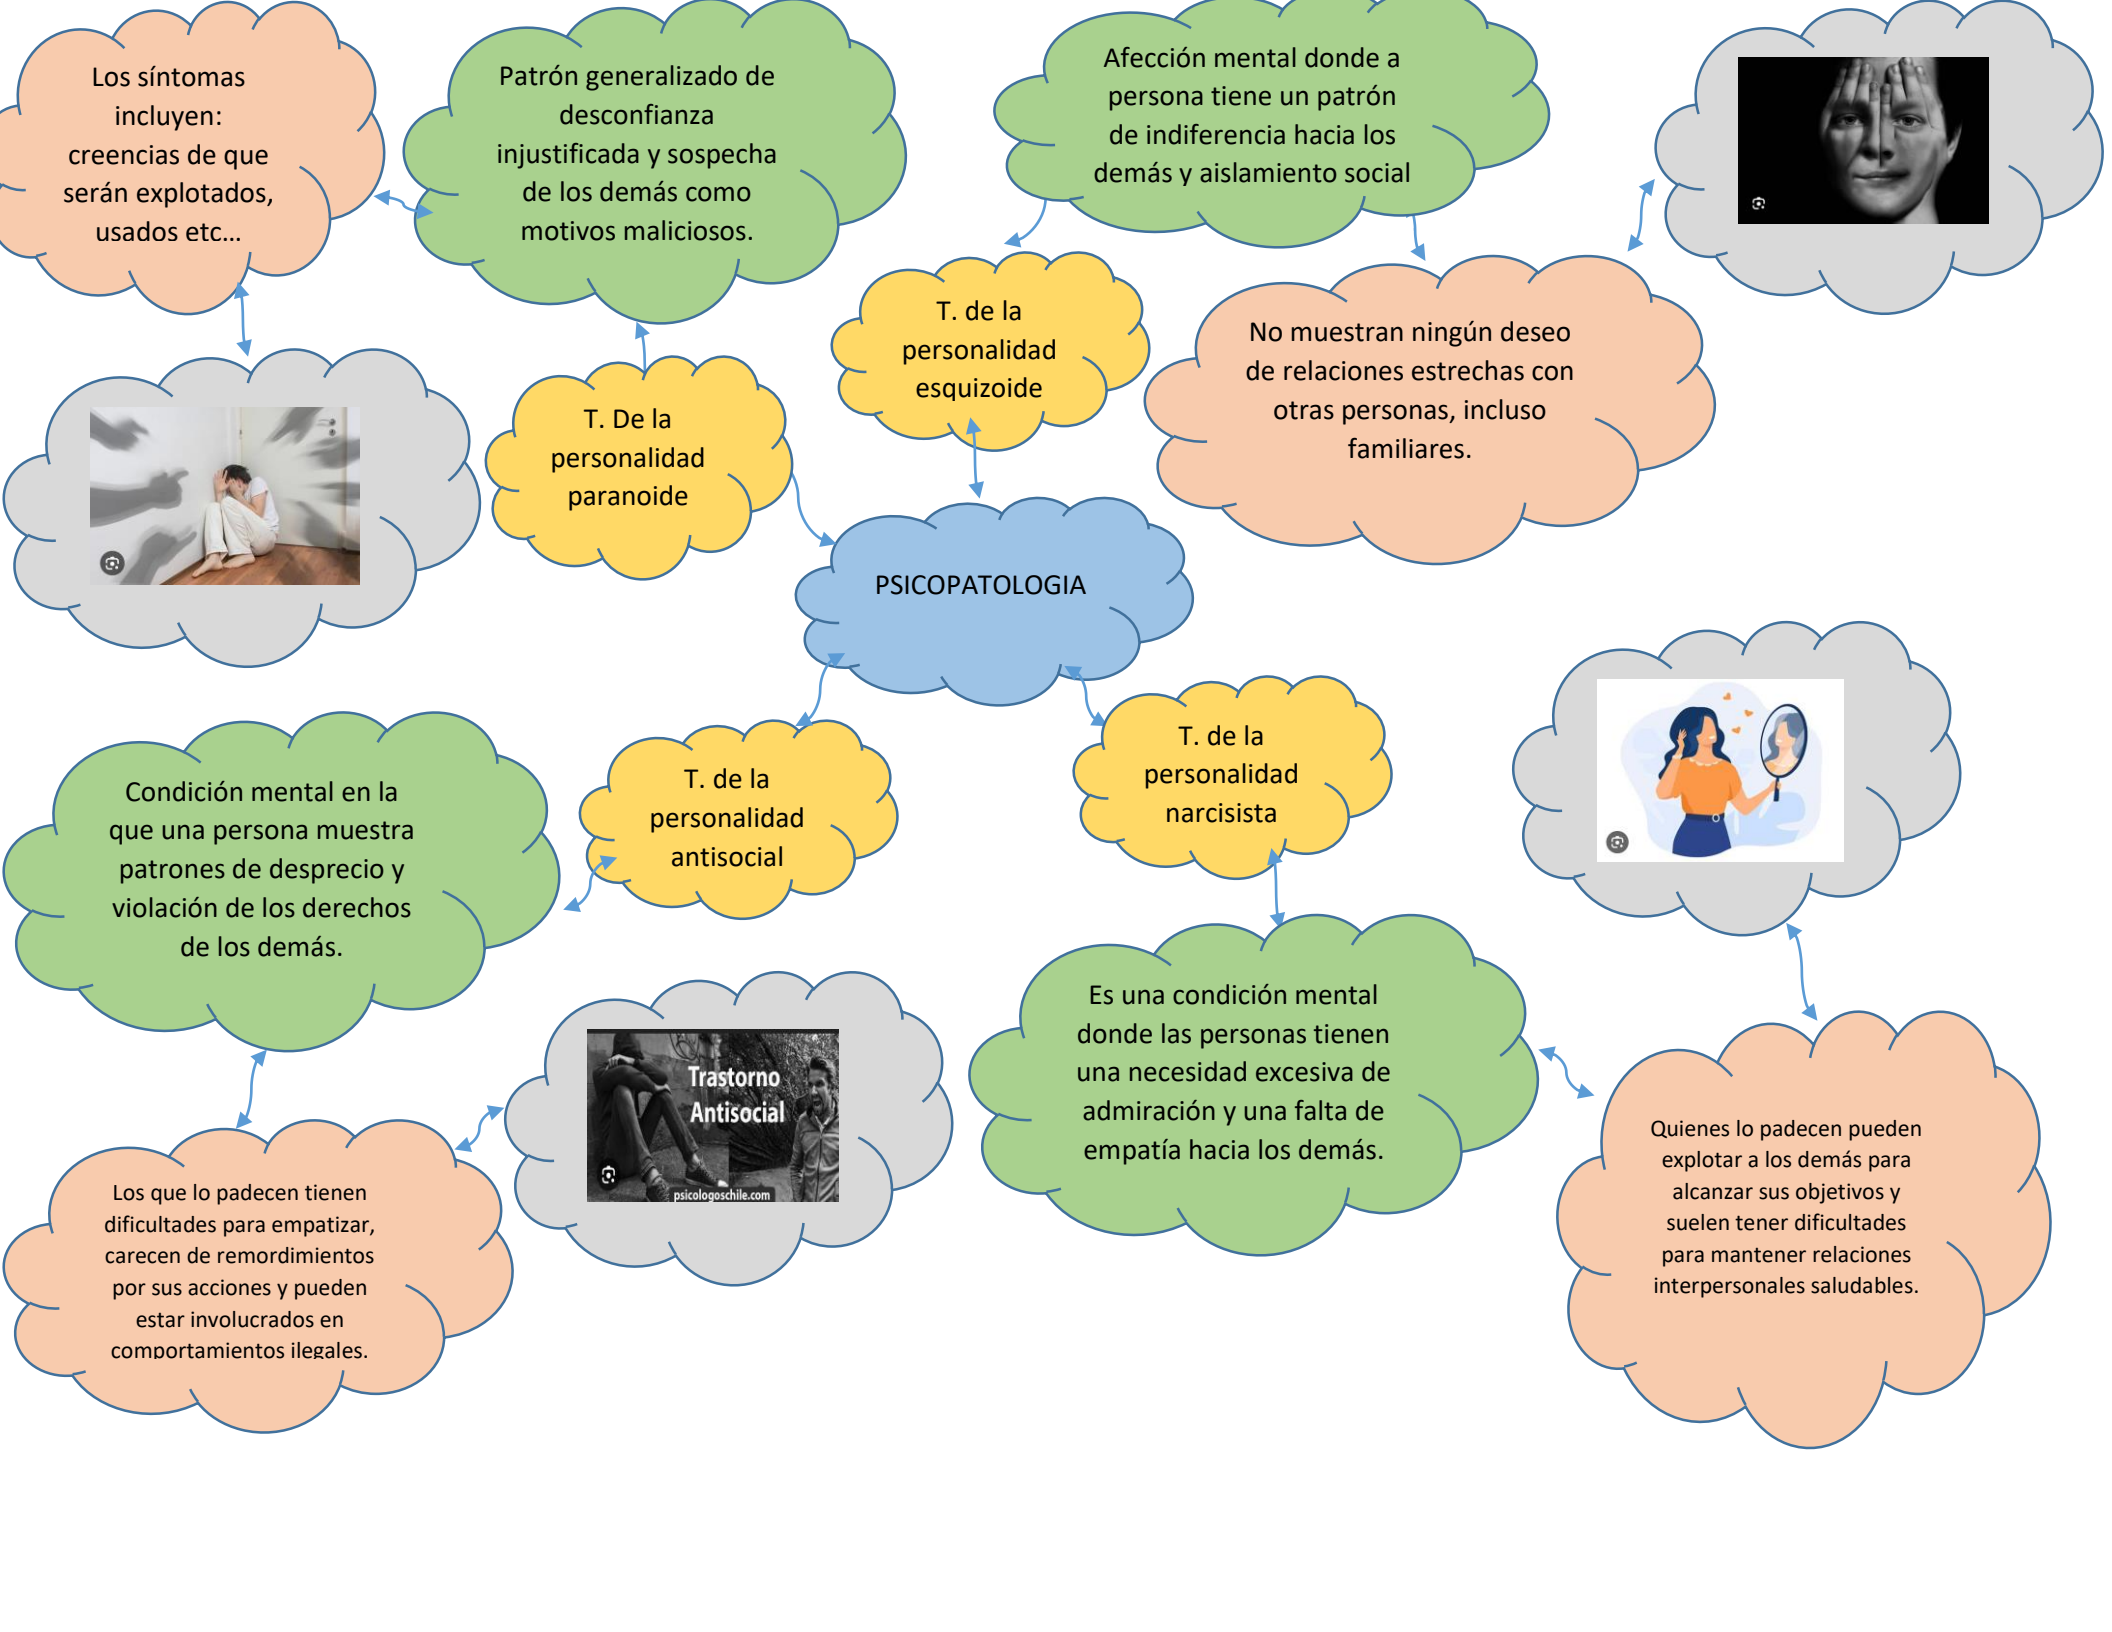 Los síntomas
incluyen:
creencias de que
serán explotados,
usados etc...
Patrón generalizado de
desconfianza
injustificada y sospecha
de los demás como
motivos maliciosos.
Afección mental donde a
persona tiene un patrón
de indiferencia hacia los
demás y aislamiento social
T. de la
personalidad
esquizoide
No muestran ningún deseo
de relaciones estrechas con
otras personas, incluso
familiares.
T. De la
personalidad
paranoide
PSICOPATOLOGIA
T. de la
personalidad
antisocial
T. de la
personalidad
narcisista
Condición mental en la
que una persona muestra
patrones de desprecio y
violación de los derechos
de los demás.
Es una condición mental
donde las personas tienen
una necesidad excesiva de
admiración y una falta de
empatía hacia los demás.
Trastorno
Antisocial
psicologoschile.com
Los que lo padecen tienen
dificultades para empatizar,
carecen de remordimientos
por sus acciones y pueden
estar involucrados en
comportamientos ilegales.
Quienes lo padecen pueden
explotar a los demás para
alcanzar sus objetivos y
suelen tener dificultades
para mantener relaciones
interpersonales saludables.